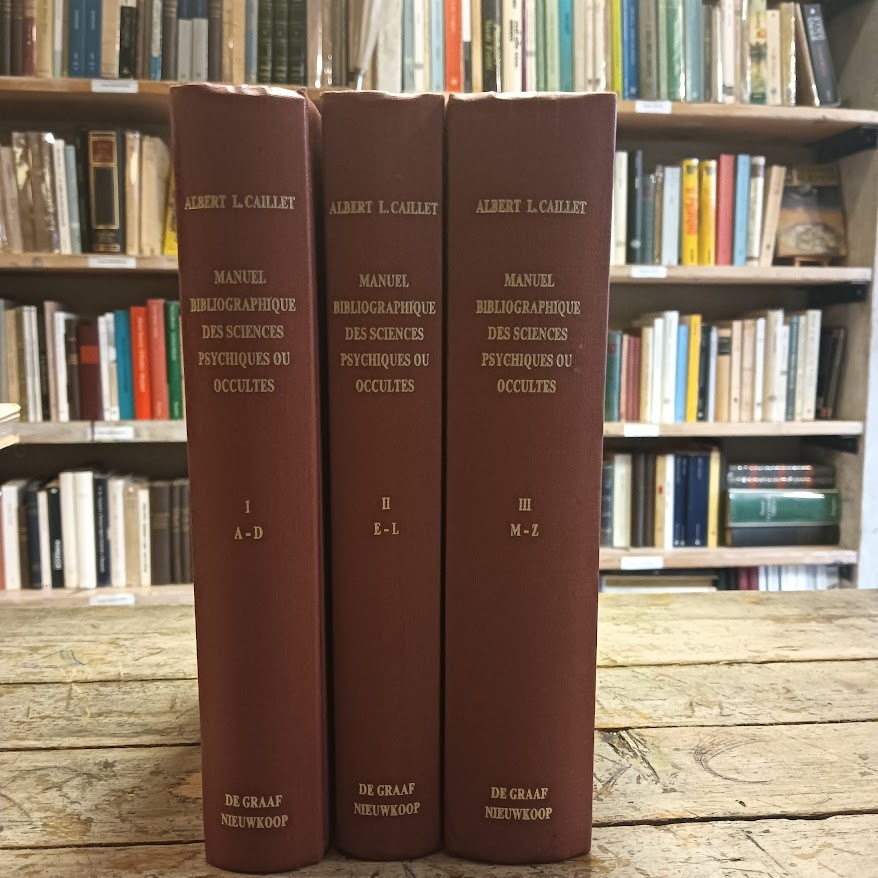 ALBERT L. CAILLET
MANUEL
BIBLIOGRAPHIQUE
DES SCIENCES
PSYCHIQUES OU
OCCULTES
I
A - D
DE GRAAF
NIEUWKOOP
ALBERT L. CAILLET
MANUEL
BIBLIOGRAPHIQUE
DES SCIENCES
PSYCHIQUES OU
OCCULTES
II
E - L
DE GRAAF
NIEUWKOOP
ALBERT L. CAILLET
MANUEL
BIBLIOGRAPHIQUE
DES SCIENCES
PSYCHIQUES OU
OCCULTES
III
M - Z
DE GRAAF
NIEUWKOOP